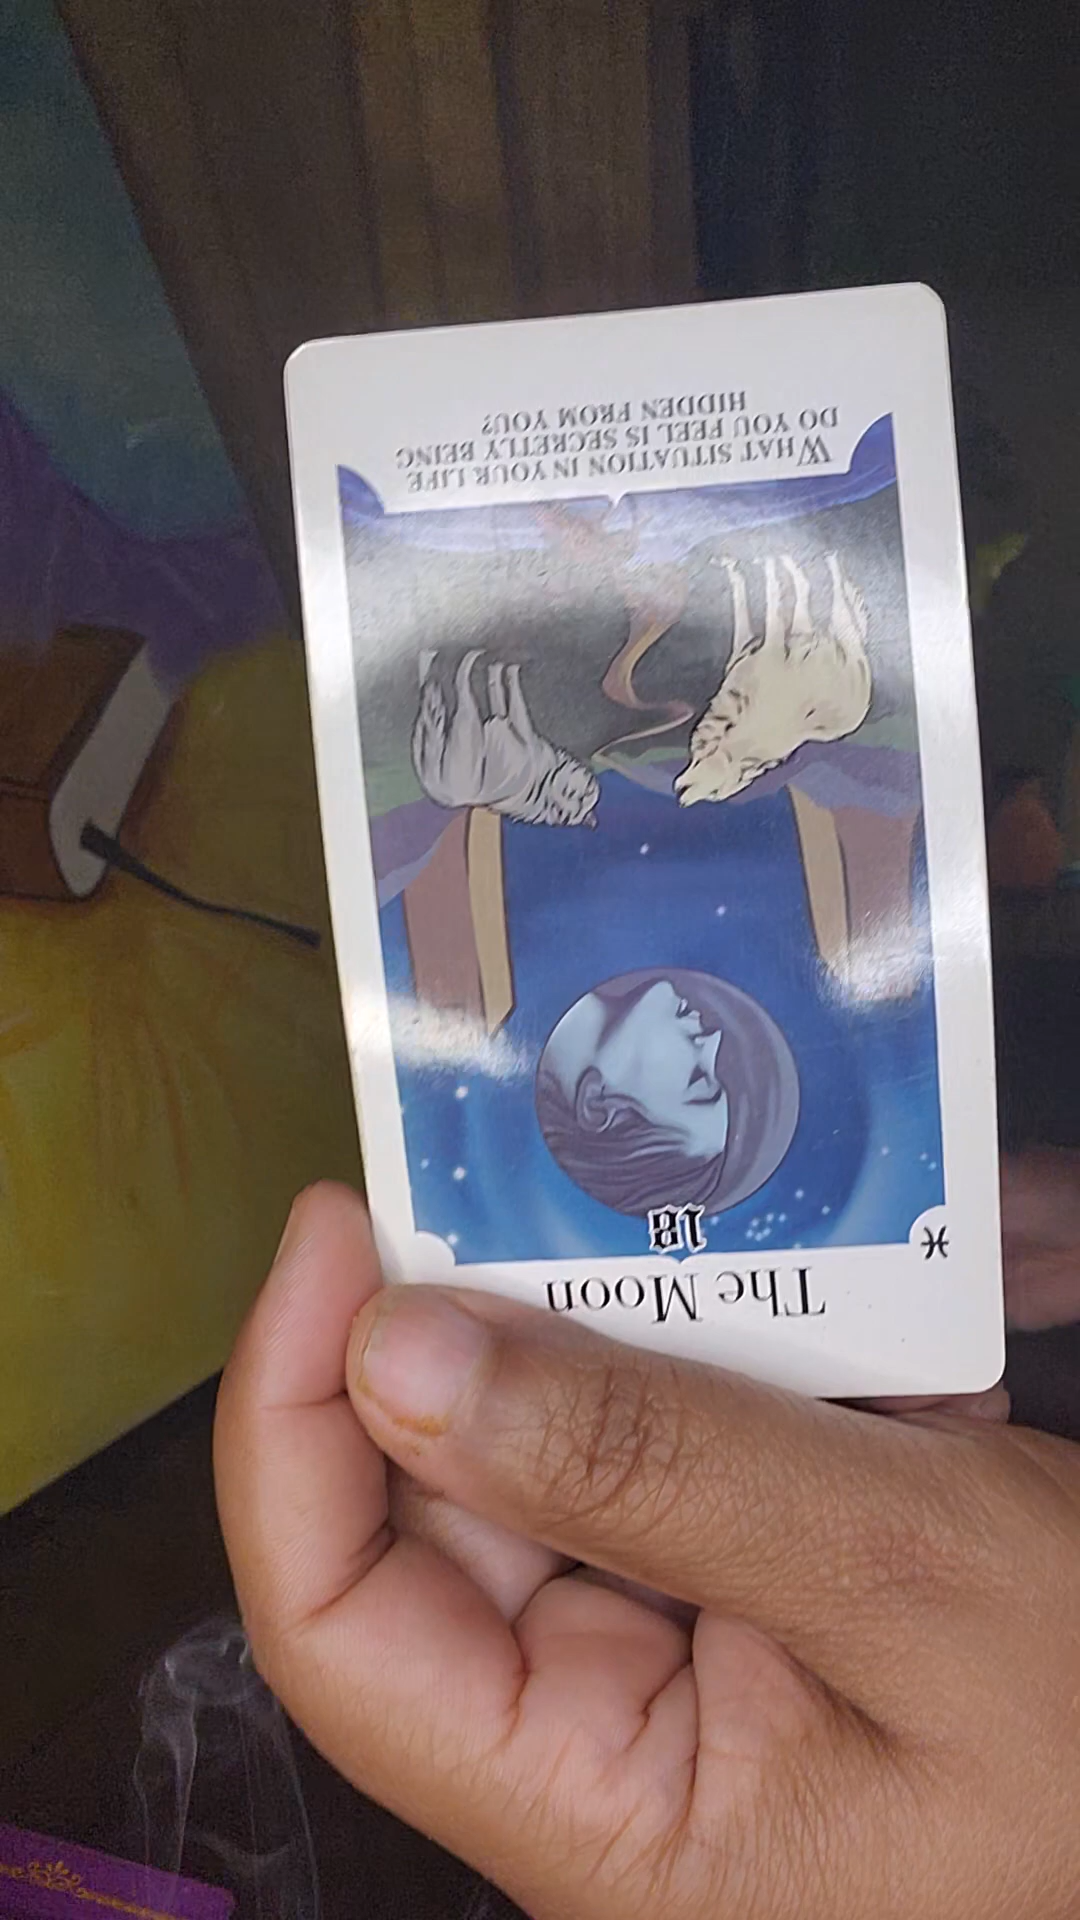 The Moon
18
♓
WHAT SITUATION IN YOUR LIFE
DO YOU FEEL IS SECRETLY BEING
HIDDEN FROM YOU?